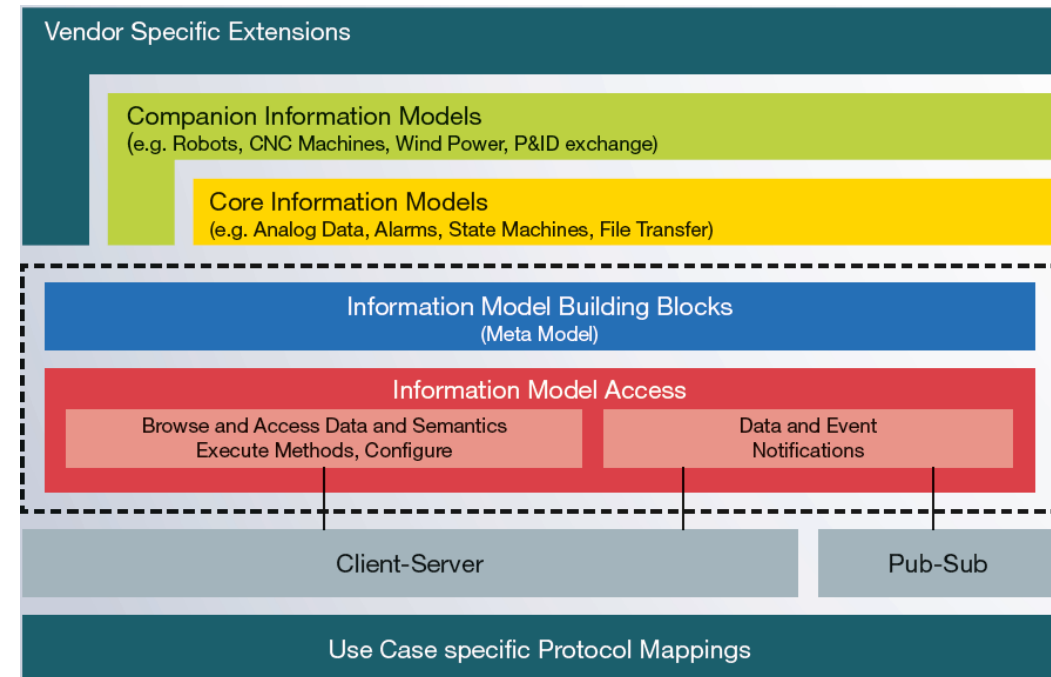 Vendor Specific Extensions
Companion Information Models
(e.g. Robots, CNC Machines, Wind Power, P&ID exchange)
Core Information Models
(e.g. Analog Data, Alarms, State Machines, File Transfer)
Information Model Building Blocks
(Meta Model)
Information Model Access
Browse and Access Data and Semantics
Execute Methods, Configure
Data and Event
Notifications
Client-Server
Pub-Sub
Use Case specific Protocol Mappings